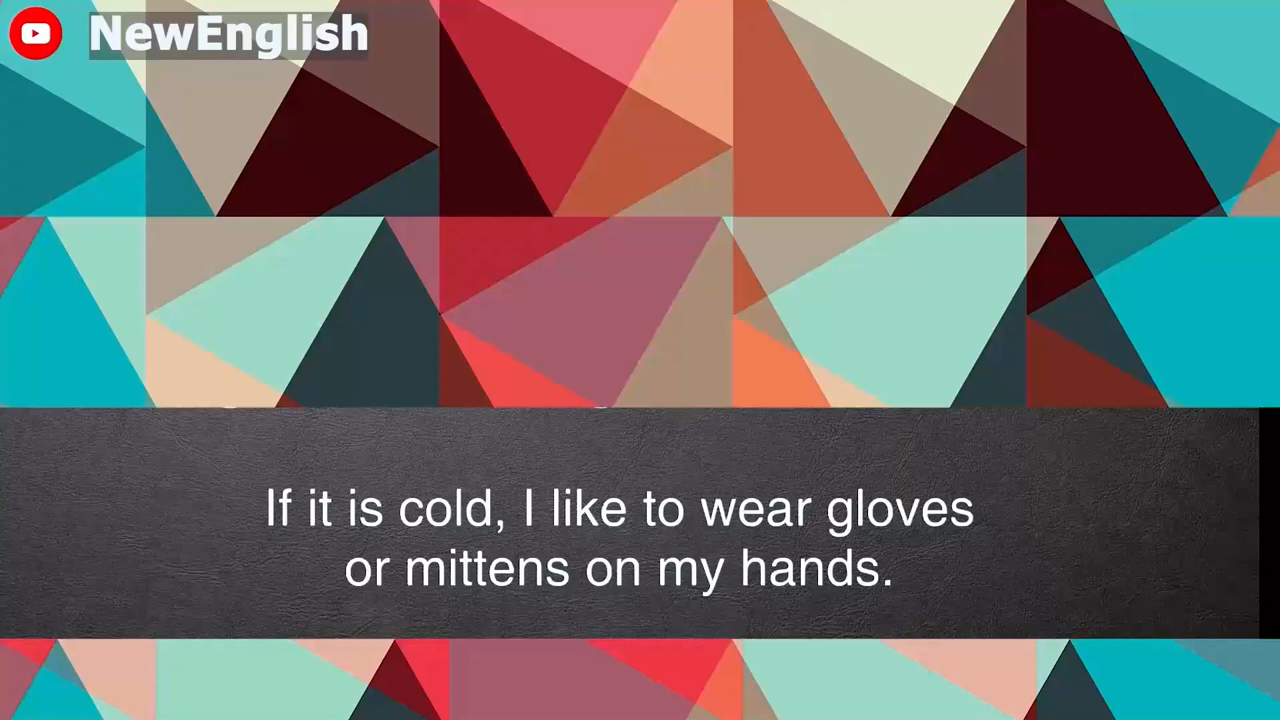 NewEnglish
If it is cold, I like to wear gloves
or mittens on my hands.